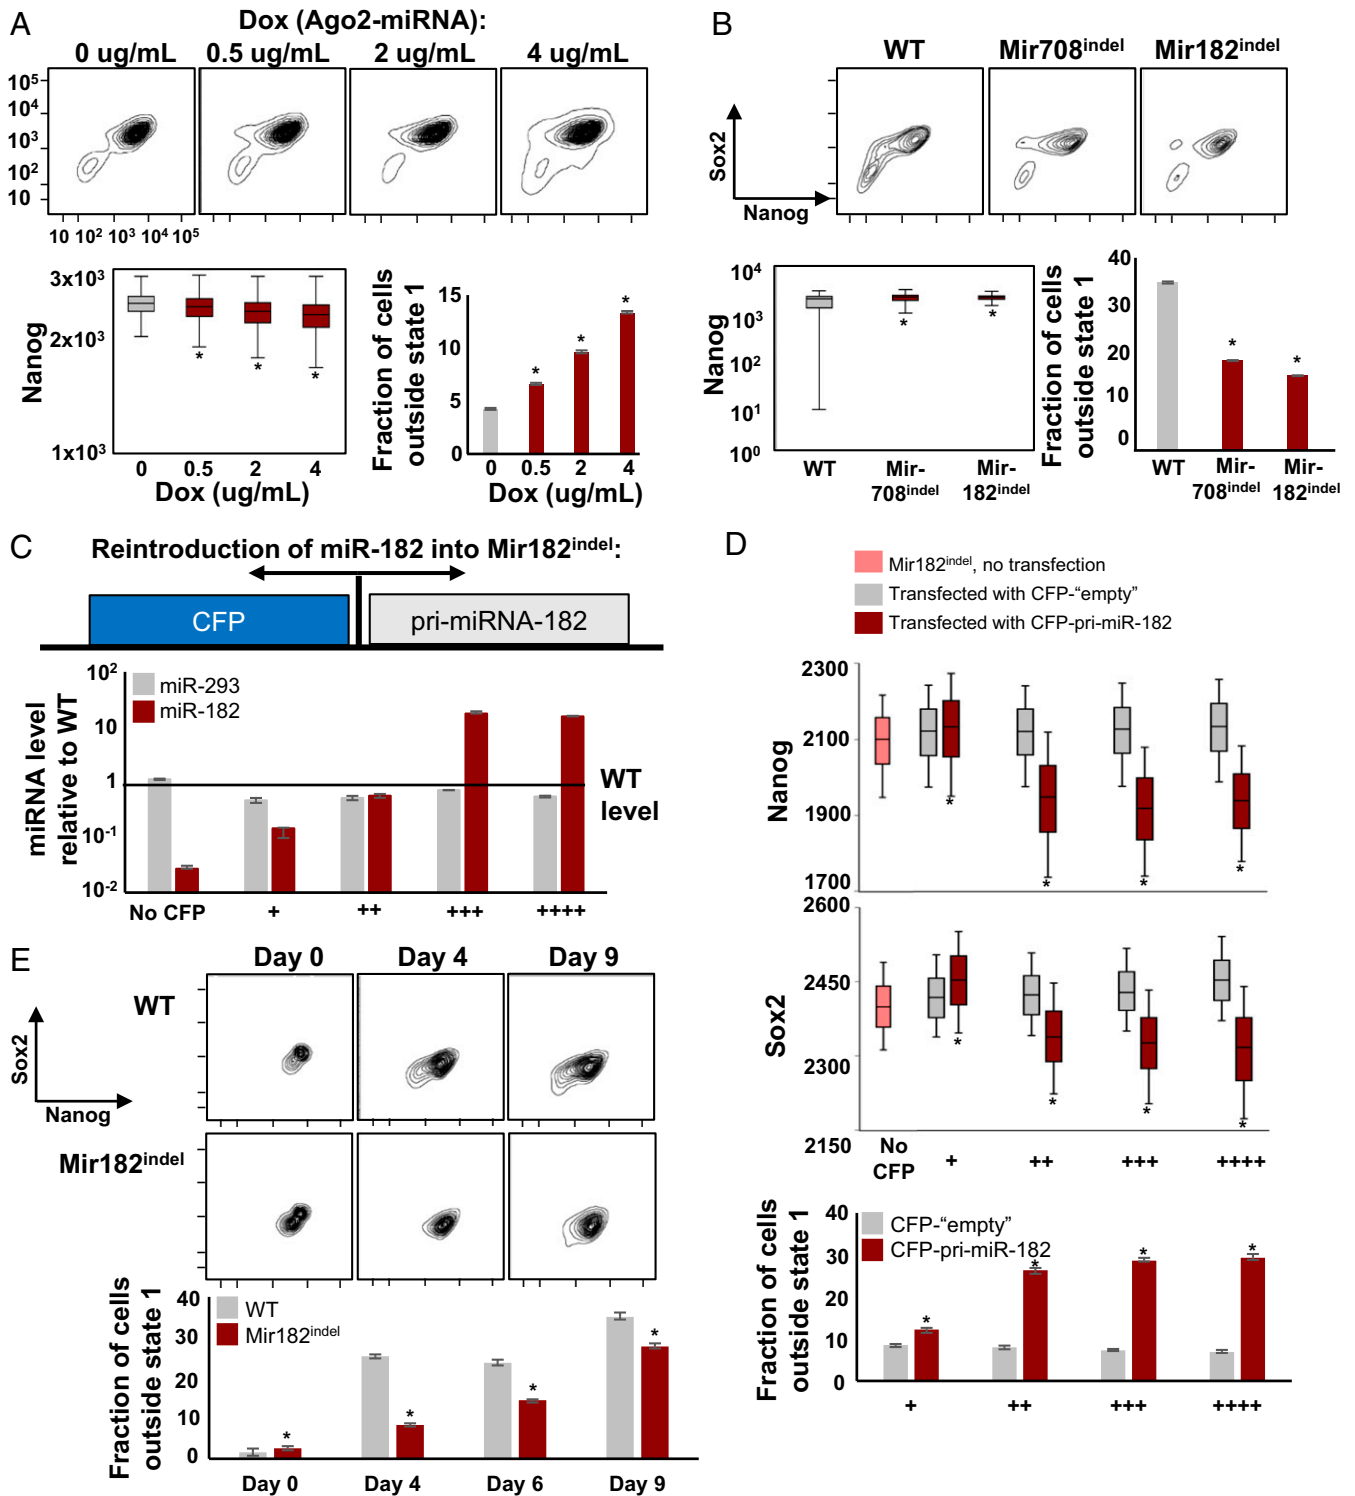 A
Dox (Ago2-miRNA):
0 ug/mL 0.5 ug/mL 2 ug/mL 4 ug/mL
10⁵
10⁴
10³
10²
10
10 10² 10³ 10⁴ 10⁵
3x10³
2x10³
1x10³
Nanog
0 0.5 2 4
Dox (ug/mL)
Fraction of cells
outside state 1
15
10
5
0
* * *
* * *
0 0.5 2 4
Dox (ug/mL)
B
WT Mir708indel Mir182indel
Sox2
Nanog
10⁴
10³
10²
10¹
10⁰
Nanog
* *
WT Mir-708indel Mir-182indel
Fraction of cells
outside state 1
40
30
20
10
0
* *
WT Mir-708indel Mir-182indel
C
Reintroduction of miR-182 into Mir182indel:
CFP pri-miRNA-182
miRNA level
relative to WT
10²
10
1
10⁻¹
10⁻²
miR-293
miR-182
WT
level
No CFP + ++ +++ ++++
D
Mir182indel, no transfection
Transfected with CFP-“empty”
Transfected with CFP-pri-miR-182
Nanog
2300
2100
1900
1700
* * * *
Sox2
2600
2450
2300
2150
* * * *
No
CFP
+ ++ +++ ++++
Fraction of cells
outside state 1
40
30
20
10
0
CFP-“empty”
CFP-pri-miR-182
* * * *
+ ++ +++ ++++
E
Day 0 Day 4 Day 9
WT
Sox2
Nanog
Mir182indel
Fraction of cells
outside state 1
40
30
20
10
0
WT
Mir182indel
* * * *
Day 0 Day 4 Day 6 Day 9